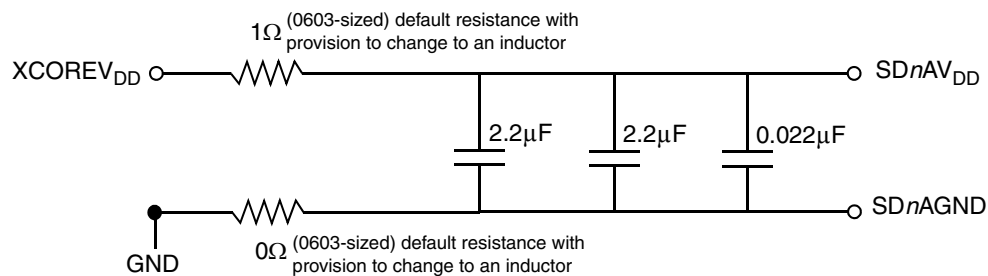 1Ω (0603-sized) default resistance with
provision to change to an inductor
XCOREVDD
SDnAVDD
2.2μF
2.2μF
0.022μF
SDnAGND
GND
0Ω (0603-sized) default resistance with
provision to change to an inductor